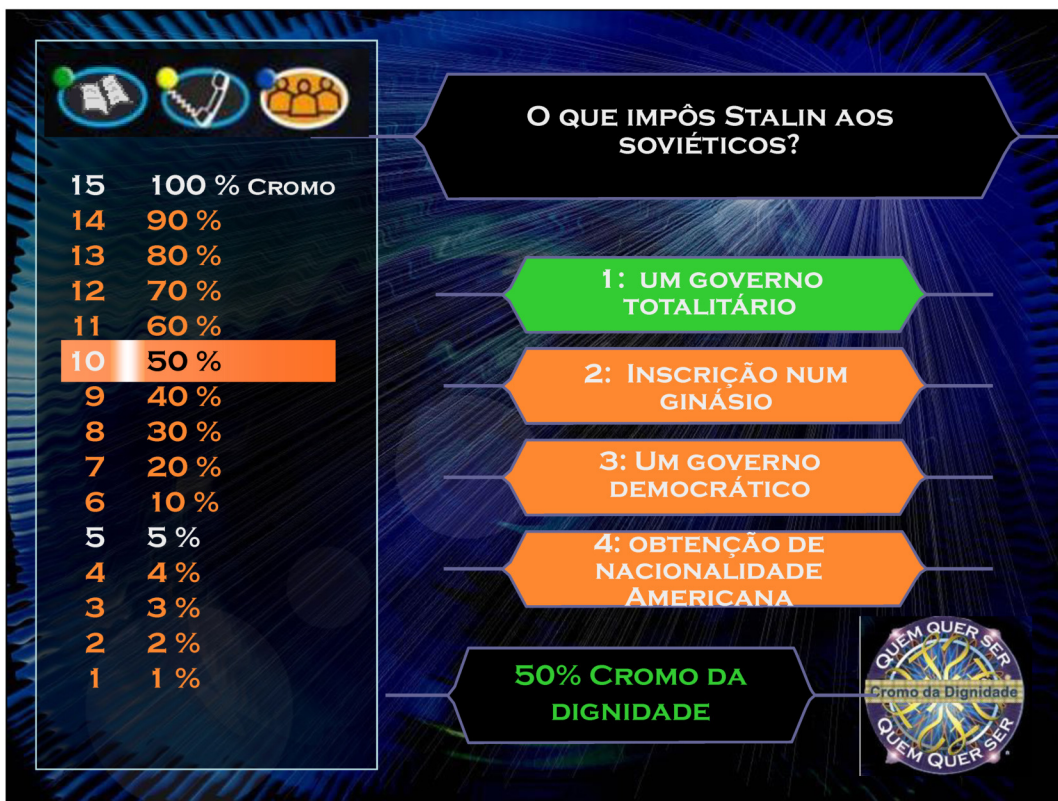 O QUE IMPÔS STALIN AOS
SOVIÉTICOS?
15 100 % CROMO
14 90 %
13 80 %
12 70 %
11 60 %
10 50 %
9 40 %
8 30 %
7 20 %
6 10 %
5 5 %
4 4 %
3 3 %
2 2 %
1 1 %
1: UM GOVERNO
TOTALITÁRIO
2: INSCRIÇÃO NUM
GINÁSIO
3: UM GOVERNO
DEMOCRÁTICO
4: OBTENÇÃO DE
NACIONALIDADE
AMERICANA
50% CROMO DA
DIGNIDADE
QUEM QUER SER
Cromo da Dignidade
QUEM QUER SER